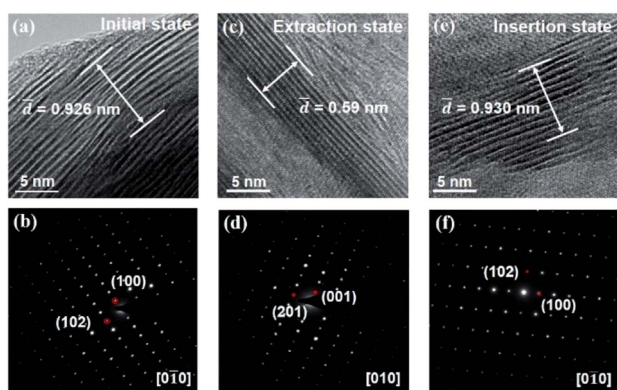 (a) Initial state
d̄ = 0.926 nm
5 nm
(c) Extraction state
d̄ = 0.59 nm
5 nm
(e) Insertion state
d̄ = 0.930 nm
5 nm
(b)
(100)
(102)
[01̄0]
(d)
(001)
(201)
[010]
(f)
(102)
(100)
[01̄0]